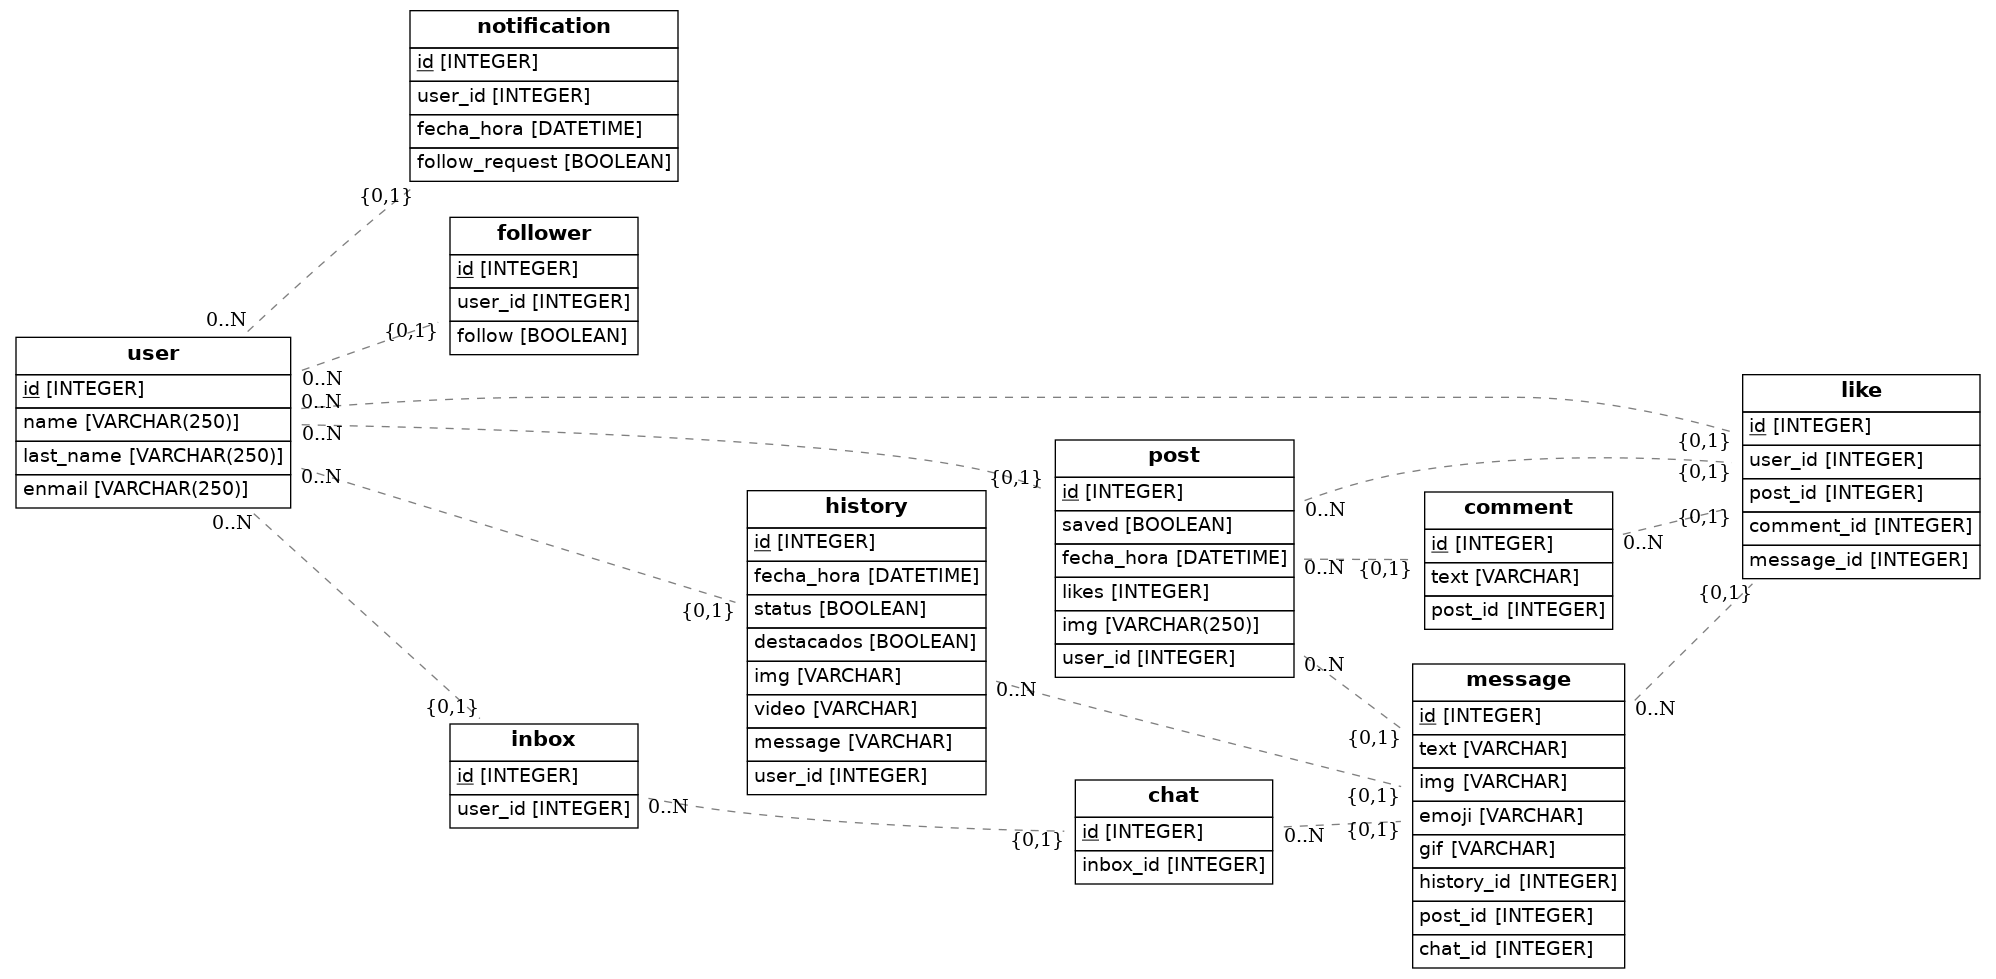 notification
id [INTEGER]
user_id [INTEGER]
fecha_hora [DATETIME]
follow_request [BOOLEAN]
{0,1}
0..N
follower
id [INTEGER]
user_id [INTEGER]
follow [BOOLEAN]
{0,1}
0..N
user
id [INTEGER]
name [VARCHAR(250)]
last_name [VARCHAR(250)]
enmail [VARCHAR(250)]
0..N
0..N
0..N
0..N
like
id [INTEGER]
user_id [INTEGER]
post_id [INTEGER]
comment_id [INTEGER]
message_id [INTEGER]
{0,1}
{0,1}
{0,1}
{0,1}
post
id [INTEGER]
saved [BOOLEAN]
fecha_hora [DATETIME]
likes [INTEGER]
img [VARCHAR(250)]
user_id [INTEGER]
{0,1}
0..N
0..N
0..N
comment
id [INTEGER]
text [VARCHAR]
post_id [INTEGER]
{0,1}
0..N
history
id [INTEGER]
fecha_hora [DATETIME]
status [BOOLEAN]
destacados [BOOLEAN]
img [VARCHAR]
video [VARCHAR]
message [VARCHAR]
user_id [INTEGER]
{0,1}
0..N
inbox
id [INTEGER]
user_id [INTEGER]
{0,1}
0..N
chat
id [INTEGER]
inbox_id [INTEGER]
{0,1}
0..N
message
id [INTEGER]
text [VARCHAR]
img [VARCHAR]
emoji [VARCHAR]
gif [VARCHAR]
history_id [INTEGER]
post_id [INTEGER]
chat_id [INTEGER]
{0,1}
{0,1}
{0,1}
0..N